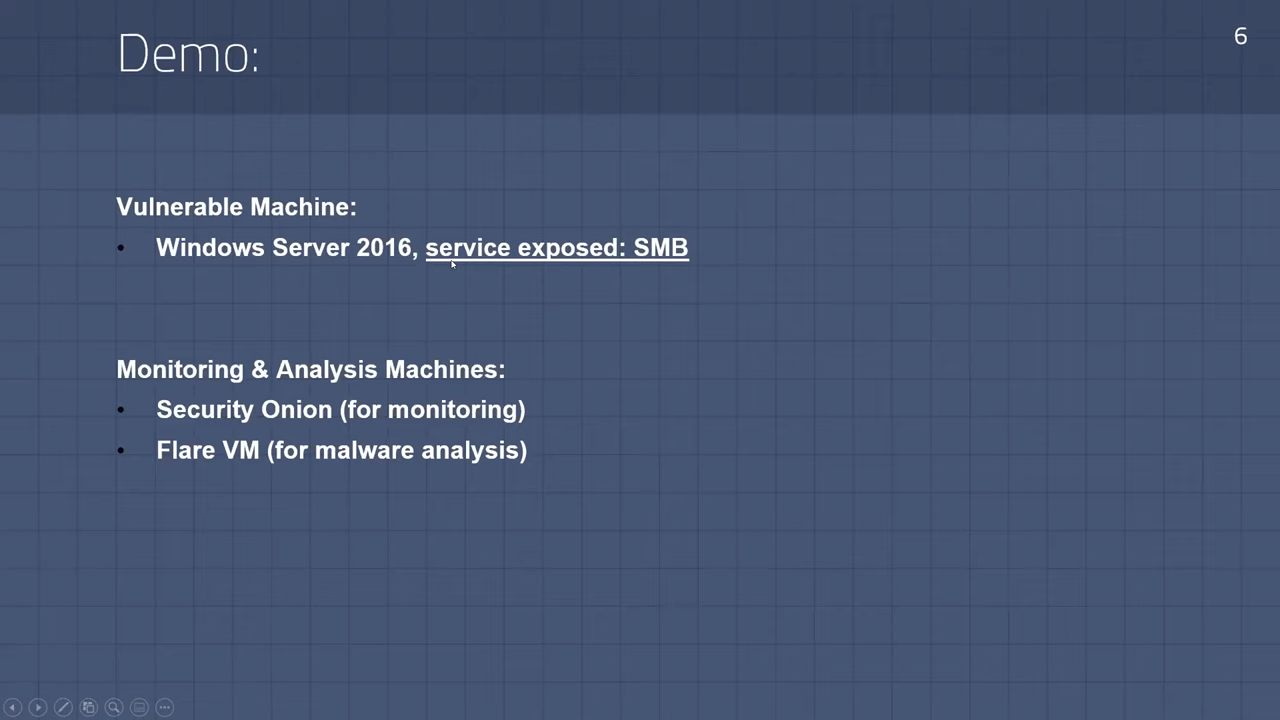 Demo:
6
Vulnerable Machine:
• Windows Server 2016, service exposed: SMB
Monitoring & Analysis Machines:
• Security Onion (for monitoring)
• Flare VM (for malware analysis)